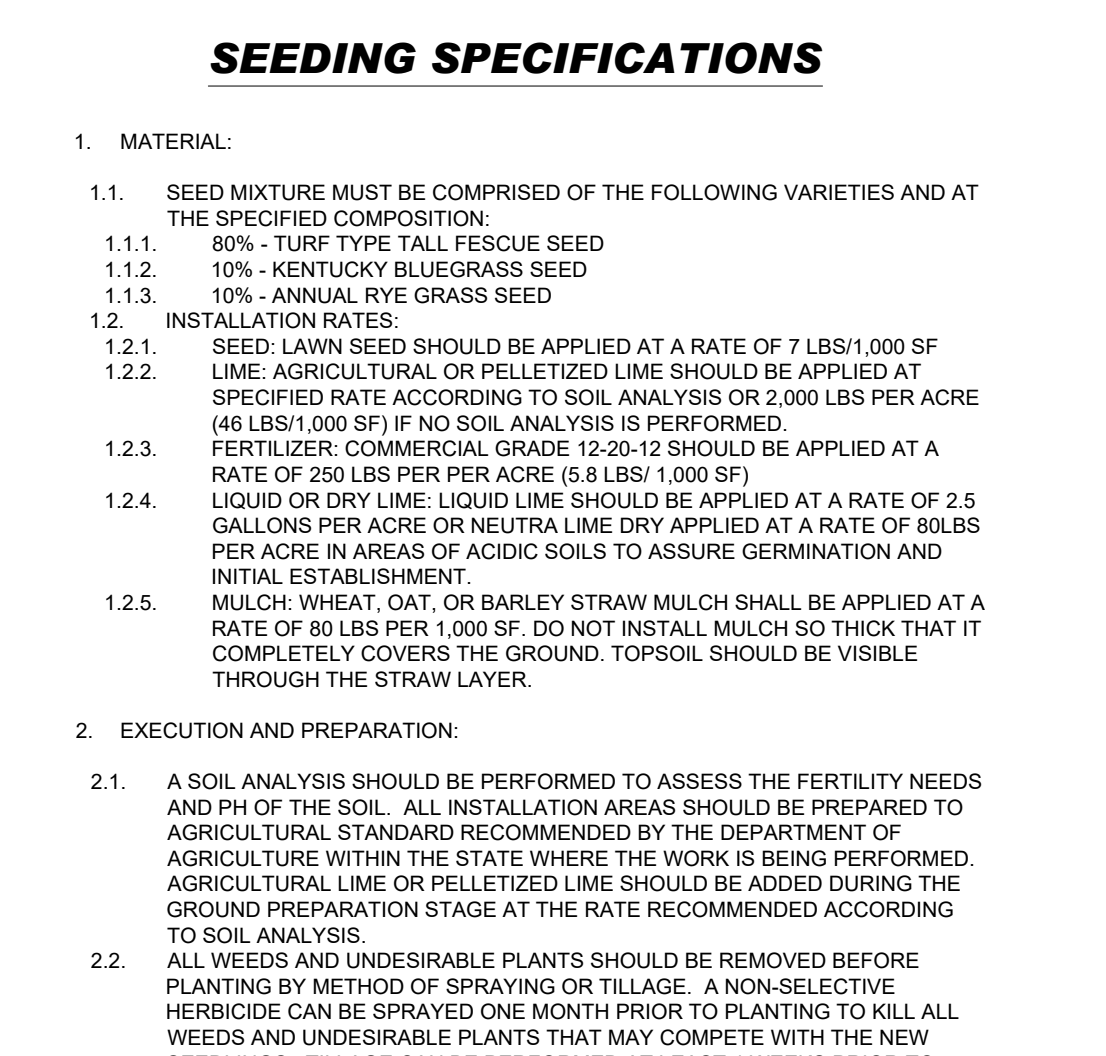 SEEDING SPECIFICATIONS
1. MATERIAL:
1.1. SEED MIXTURE MUST BE COMPRISED OF THE FOLLOWING VARIETIES AND AT
THE SPECIFIED COMPOSITION:
1.1.1. 80% - TURF TYPE TALL FESCUE SEED
1.1.2. 10% - KENTUCKY BLUEGRASS SEED
1.1.3. 10% - ANNUAL RYE GRASS SEED
1.2. INSTALLATION RATES:
1.2.1. SEED: LAWN SEED SHOULD BE APPLIED AT A RATE OF 7 LBS/1,000 SF
1.2.2. LIME: AGRICULTURAL OR PELLETIZED LIME SHOULD BE APPLIED AT
SPECIFIED RATE ACCORDING TO SOIL ANALYSIS OR 2,000 LBS PER ACRE
(46 LBS/1,000 SF) IF NO SOIL ANALYSIS IS PERFORMED.
1.2.3. FERTILIZER: COMMERCIAL GRADE 12-20-12 SHOULD BE APPLIED AT A
RATE OF 250 LBS PER PER ACRE (5.8 LBS/ 1,000 SF)
1.2.4. LIQUID OR DRY LIME: LIQUID LIME SHOULD BE APPLIED AT A RATE OF 2.5
GALLONS PER ACRE OR NEUTRA LIME DRY APPLIED AT A RATE OF 80LBS
PER ACRE IN AREAS OF ACIDIC SOILS TO ASSURE GERMINATION AND
INITIAL ESTABLISHMENT.
1.2.5. MULCH: WHEAT, OAT, OR BARLEY STRAW MULCH SHALL BE APPLIED AT A
RATE OF 80 LBS PER 1,000 SF. DO NOT INSTALL MULCH SO THICK THAT IT
COMPLETELY COVERS THE GROUND. TOPSOIL SHOULD BE VISIBLE
THROUGH THE STRAW LAYER.
2. EXECUTION AND PREPARATION:
2.1. A SOIL ANALYSIS SHOULD BE PERFORMED TO ASSESS THE FERTILITY NEEDS
AND PH OF THE SOIL. ALL INSTALLATION AREAS SHOULD BE PREPARED TO
AGRICULTURAL STANDARD RECOMMENDED BY THE DEPARTMENT OF
AGRICULTURE WITHIN THE STATE WHERE THE WORK IS BEING PERFORMED.
AGRICULTURAL LIME OR PELLETIZED LIME SHOULD BE ADDED DURING THE
GROUND PREPARATION STAGE AT THE RATE RECOMMENDED ACCORDING
TO SOIL ANALYSIS.
2.2. ALL WEEDS AND UNDESIRABLE PLANTS SHOULD BE REMOVED BEFORE
PLANTING BY METHOD OF SPRAYING OR TILLAGE. A NON-SELECTIVE
HERBICIDE CAN BE SPRAYED ONE MONTH PRIOR TO PLANTING TO KILL ALL
WEEDS AND UNDESIRABLE PLANTS THAT MAY COMPETE WITH THE NEW